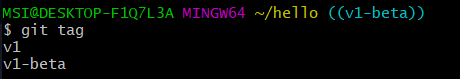 MSI@DESKTOP-F1Q7L3A MINGW64 ~/hello ((v1-beta))
$ git tag
v1
v1-beta